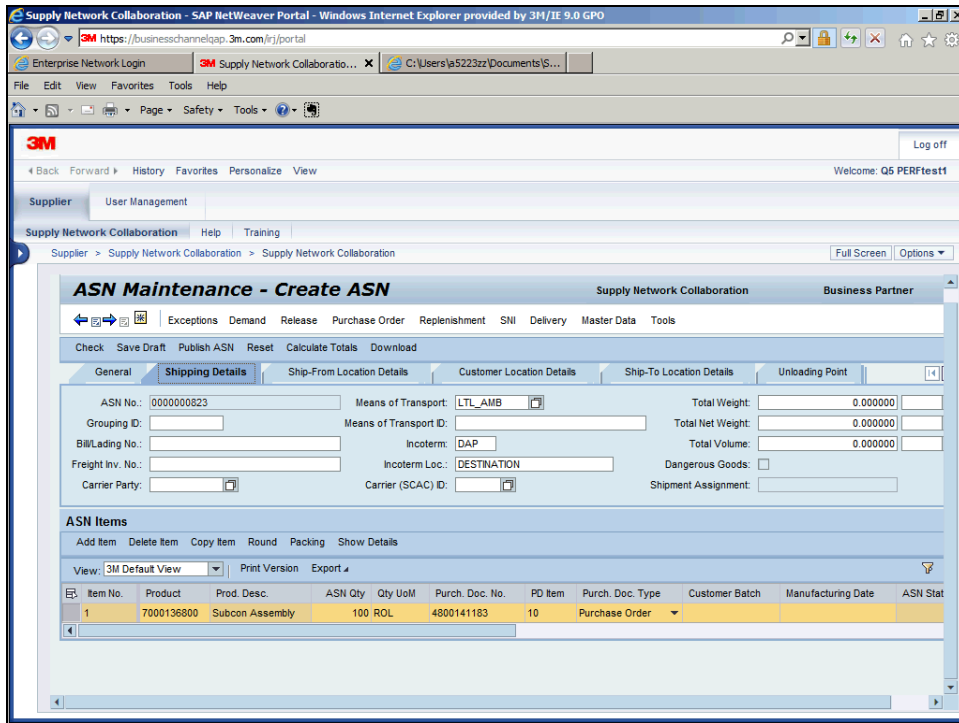 Supply Network Collaboration - SAP NetWeaver Portal - Windows Internet Explorer provided by 3M/IE 9.0 GPO
3M https://businesschannelqap.3m.com/irj/portal
Enterprise Network Login 3M Supply Network Collaboratio... X C:\Users\a5223zz\Documents\S...
File Edit View Favorites Tools Help
Page Safety Tools
3M Log off
Back Forward History Favorites Personalize View Welcome: Q5 PERFtest1
Supplier User Management
Supply Network Collaboration Help Training
Supplier > Supply Network Collaboration > Supply Network Collaboration Full Screen Options
ASN Maintenance - Create ASN Supply Network Collaboration Business Partner
Exceptions Demand Release Purchase Order Replenishment SNI Delivery Master Data Tools
Check Save Draft Publish ASN Reset Calculate Totals Download
General Shipping Details Ship-From Location Details Customer Location Details Ship-To Location Details Unloading Point
ASN No.: 0000000823 Means of Transport: LTL_AMB Total Weight: 0.000000
Grouping ID: Means of Transport ID: Total Net Weight: 0.000000
Bill/Lading No.: Incoterm: DAP Total Volume: 0.000000
Freight Inv. No.: Incoterm Loc.: DESTINATION Dangerous Goods:
Carrier Party: Carrier (SCAC) ID: Shipment Assignment:
ASN Items
Add Item Delete Item Copy Item Round Packing Show Details
View: 3M Default View Print Version Export
Item No. Product Prod. Desc. ASN Qty Qty UoM Purch. Doc. No. PD Item Purch. Doc. Type Customer Batch Manufacturing Date ASN Stat
1 7000136800 Subcon Assembly 100 ROL 4800141183 10 Purchase Order